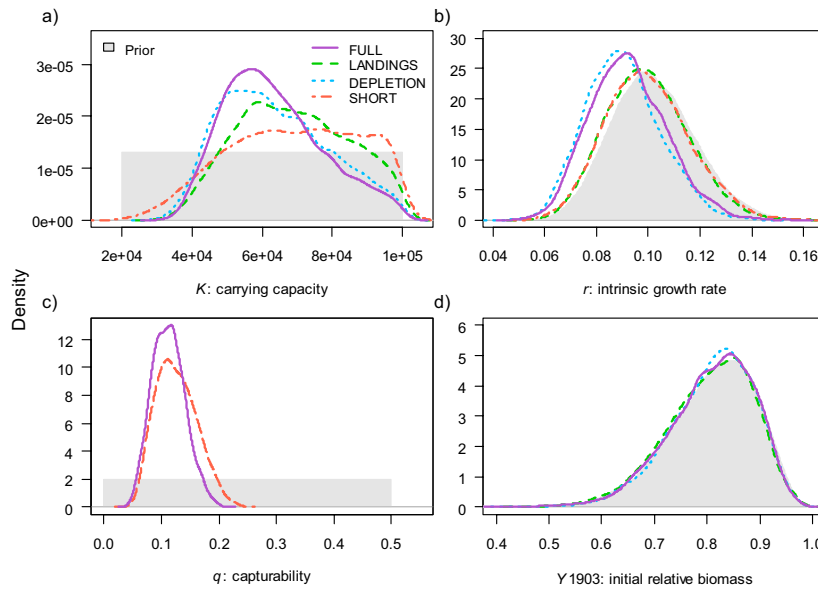 a)
Prior
FULL
LANDINGS
DEPLETION
SHORT
3e-05
2e-05
1e-05
0e+00
2e+04 4e+04 6e+04 8e+04 1e+05
K: carrying capacity
b)
30
25
20
15
10
5
0
0.04 0.06 0.08 0.10 0.12 0.14 0.16
r: intrinsic growth rate
Density
c)
12
10
8
6
4
2
0
0.0 0.1 0.2 0.3 0.4 0.5
q: capturability
d)
6
5
4
3
2
1
0
0.4 0.5 0.6 0.7 0.8 0.9 1.0
Y1903: initial relative biomass